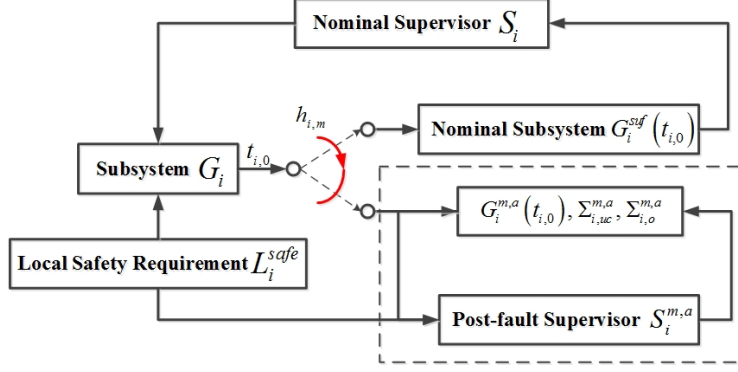 Nominal Supervisor S_i
h_{i,m}
Nominal Subsystem G_i^{suf}(t_{i,0})
Subsystem G_i
t_{i,0}
G_i^{m,a}(t_{i,0}), Σ_{i,uc}^{m,a}, Σ_{i,o}^{m,a}
Local Safety Requirement L_i^{safe}
Post-fault Supervisor S_i^{m,a}